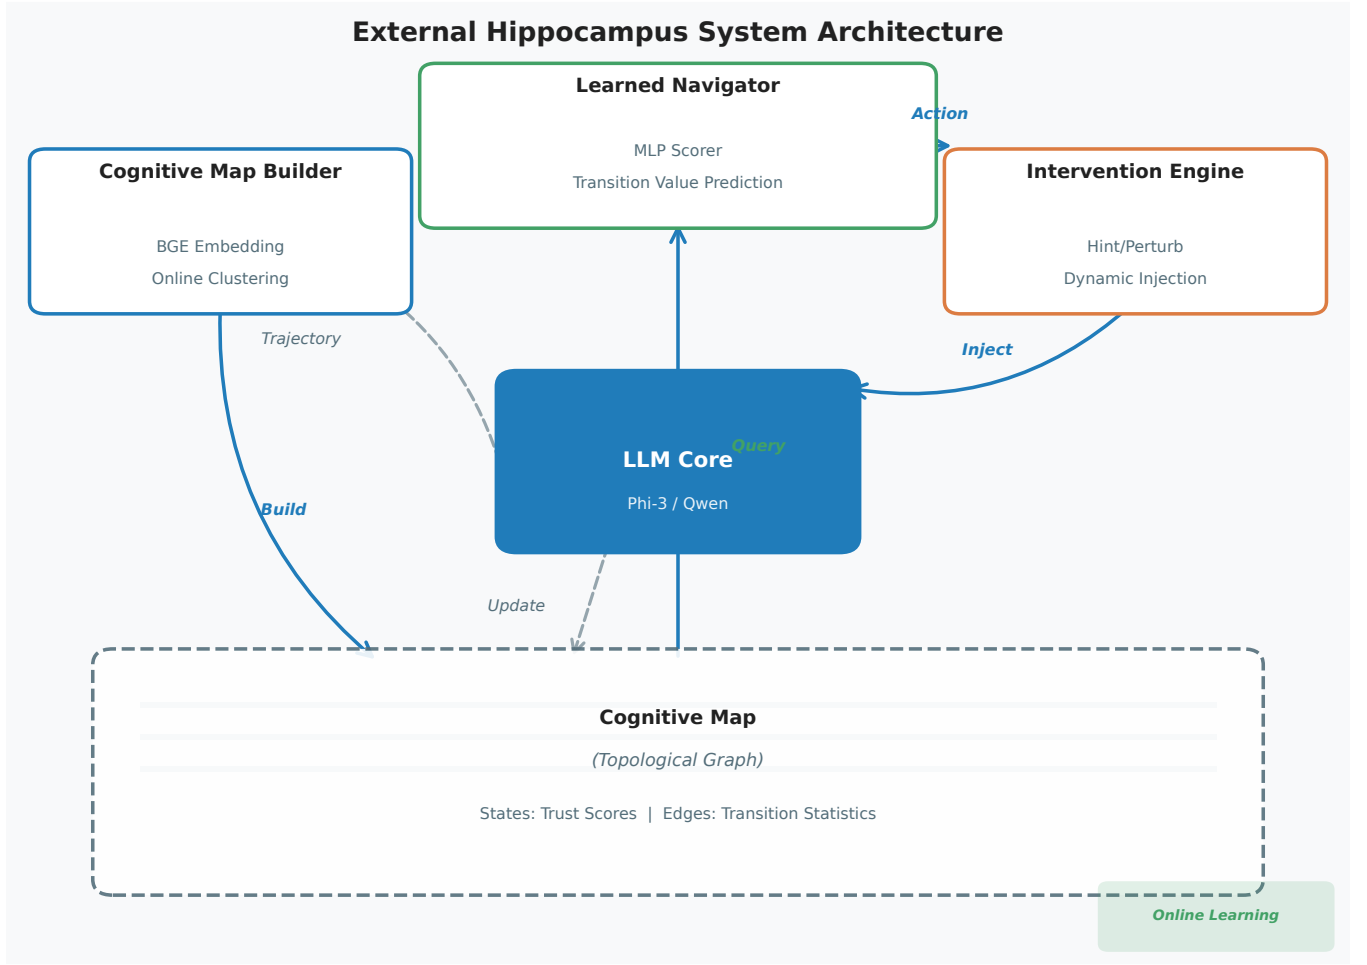 External Hippocampus System Architecture
Learned Navigator
MLP Scorer
Transition Value Prediction
Action
Cognitive Map Builder
BGE Embedding
Online Clustering
Intervention Engine
Hint/Perturb
Dynamic Injection
Trajectory
Inject
Query
LLM Core
Phi-3 / Qwen
Build
Update
Cognitive Map
(Topological Graph)
States: Trust Scores | Edges: Transition Statistics
Online Learning